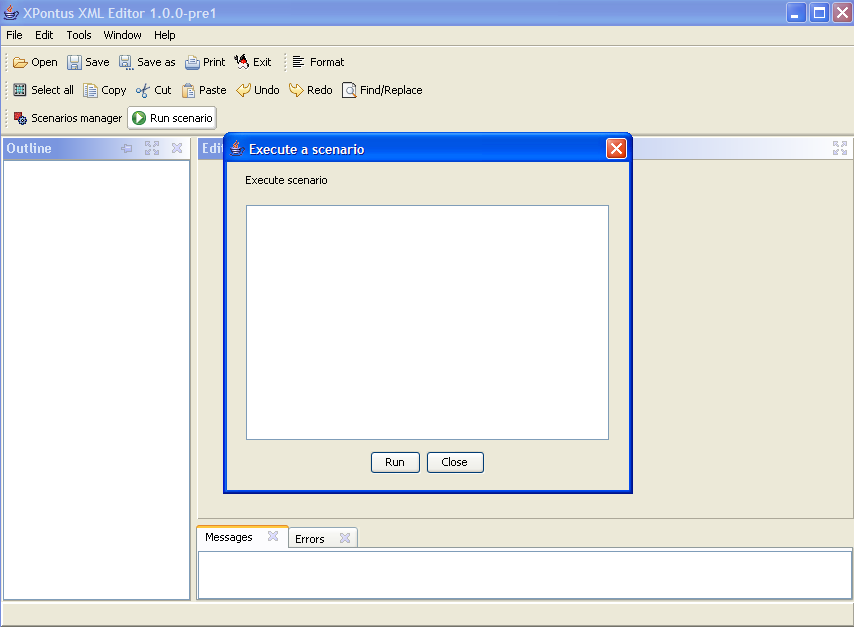 XPontus XML Editor 1.0.0-pre1
File Edit Tools Window Help
Open Save Save as Print Exit Format
Select all Copy Cut Paste Undo Redo Find/Replace
Scenarios manager Run scenario
Outline
Edit
Execute a scenario
Execute scenario
Run Close
Messages Errors